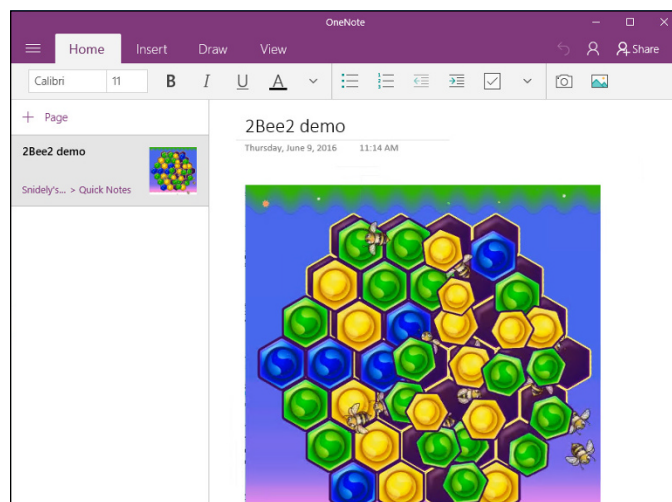 OneNote
Home Insert Draw View
Share
Calibri 11 B I U A
+ Page
2Bee2 demo
Snidely's... > Quick Notes
2Bee2 demo
Thursday, June 9, 2016 11:14 AM